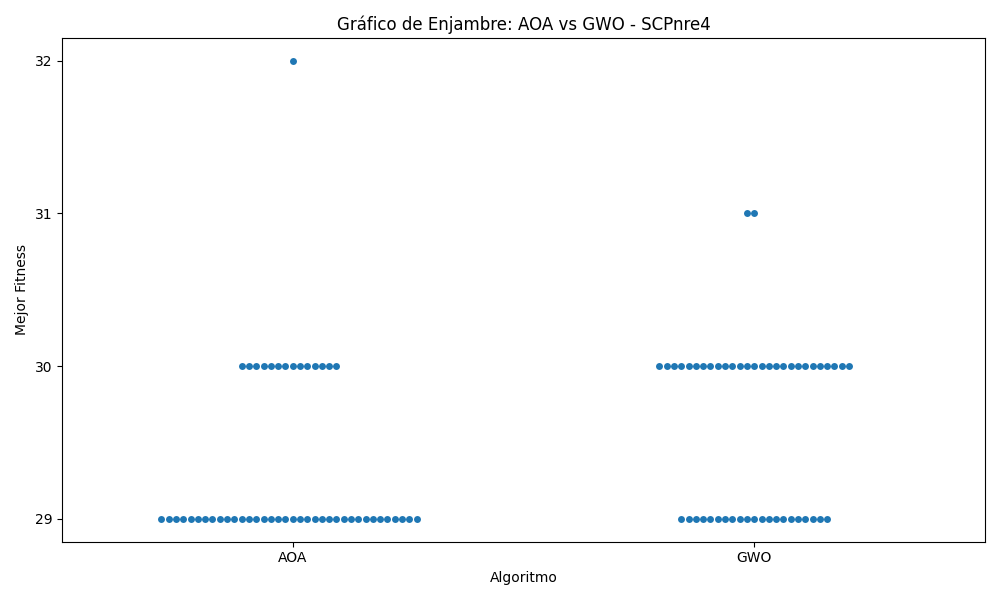 Gráfico de Enjambre: AOA vs GWO - SCPnre4
32
31
30
29
Mejor Fitness
AOA
GWO
Algoritmo